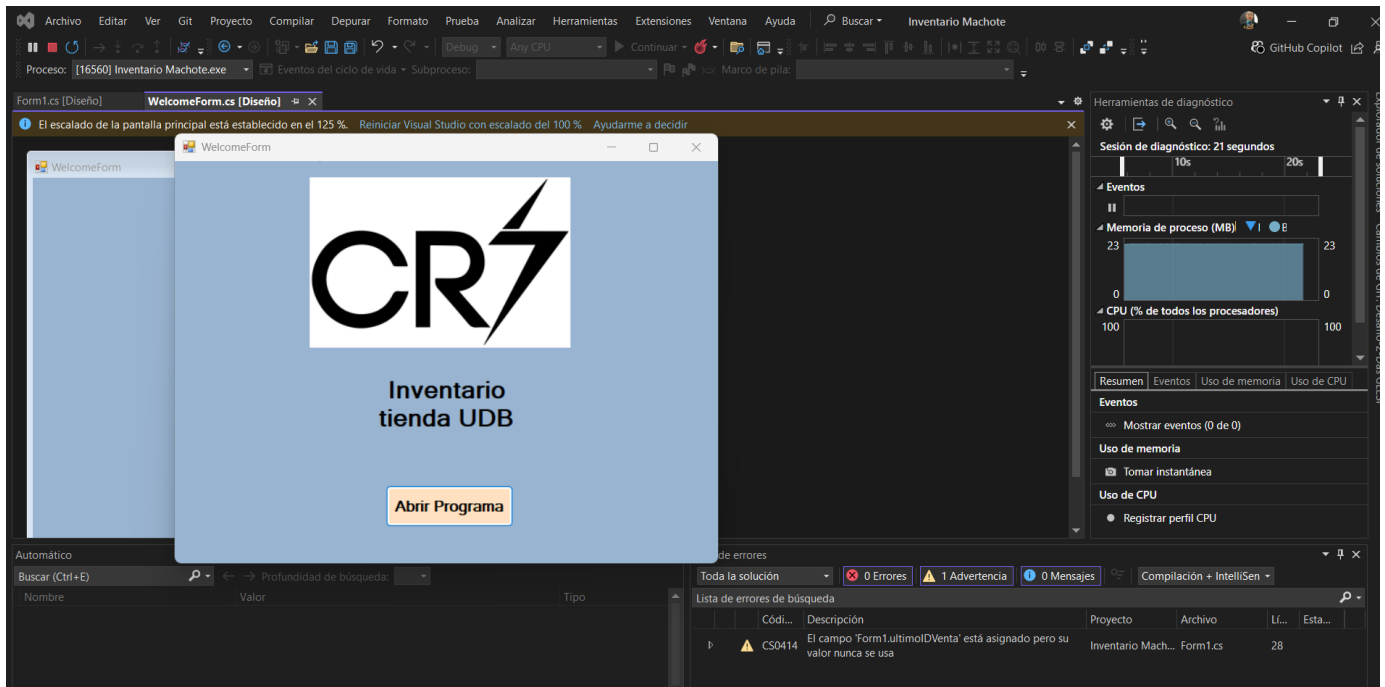 Archivo Editar Ver Git Proyecto Compilar Depurar Formato Prueba Analizar Herramientas Extensiones Ventana Ayuda Buscar Inventario Machote
Debug Any CPU Continuar GitHub Copilot
Proceso: [16560] Inventario Machote.exe Eventos del ciclo de vida Subproceso: Marco de pila:
Form1.cs [Diseño] WelcomeForm.cs [Diseño]
El escalado de la pantalla principal está establecido en el 125 %. Reiniciar Visual Studio con escalado del 100 % Ayudarme a decidir
WelcomeForm
WelcomeForm
CR7
Inventario
tienda UDB
Abrir Programa
Herramientas de diagnóstico
Sesión de diagnóstico: 21 segundos
10s 20s
Eventos
Memoria de proceso (MB)
23 23
0 0
CPU (% de todos los procesadores)
100 100
Resumen Eventos Uso de memoria Uso de CPU
Eventos
Mostrar eventos (0 de 0)
Uso de memoria
Tomar instantánea
Uso de CPU
Registrar perfil CPU
Automático
Buscar (Ctrl+E) Profundidad de búsqueda:
Nombre Valor Tipo
de errores
Toda la solución 0 Errores 1 Advertencia 0 Mensajes Compilación + IntelliSen
Lista de errores de búsqueda
Códi... Descripción Proyecto Archivo Lí... Esta...
CS0414 El campo 'Form1.ultimoIDVenta' está asignado pero su valor nunca se usa Inventario Mach... Form1.cs 28